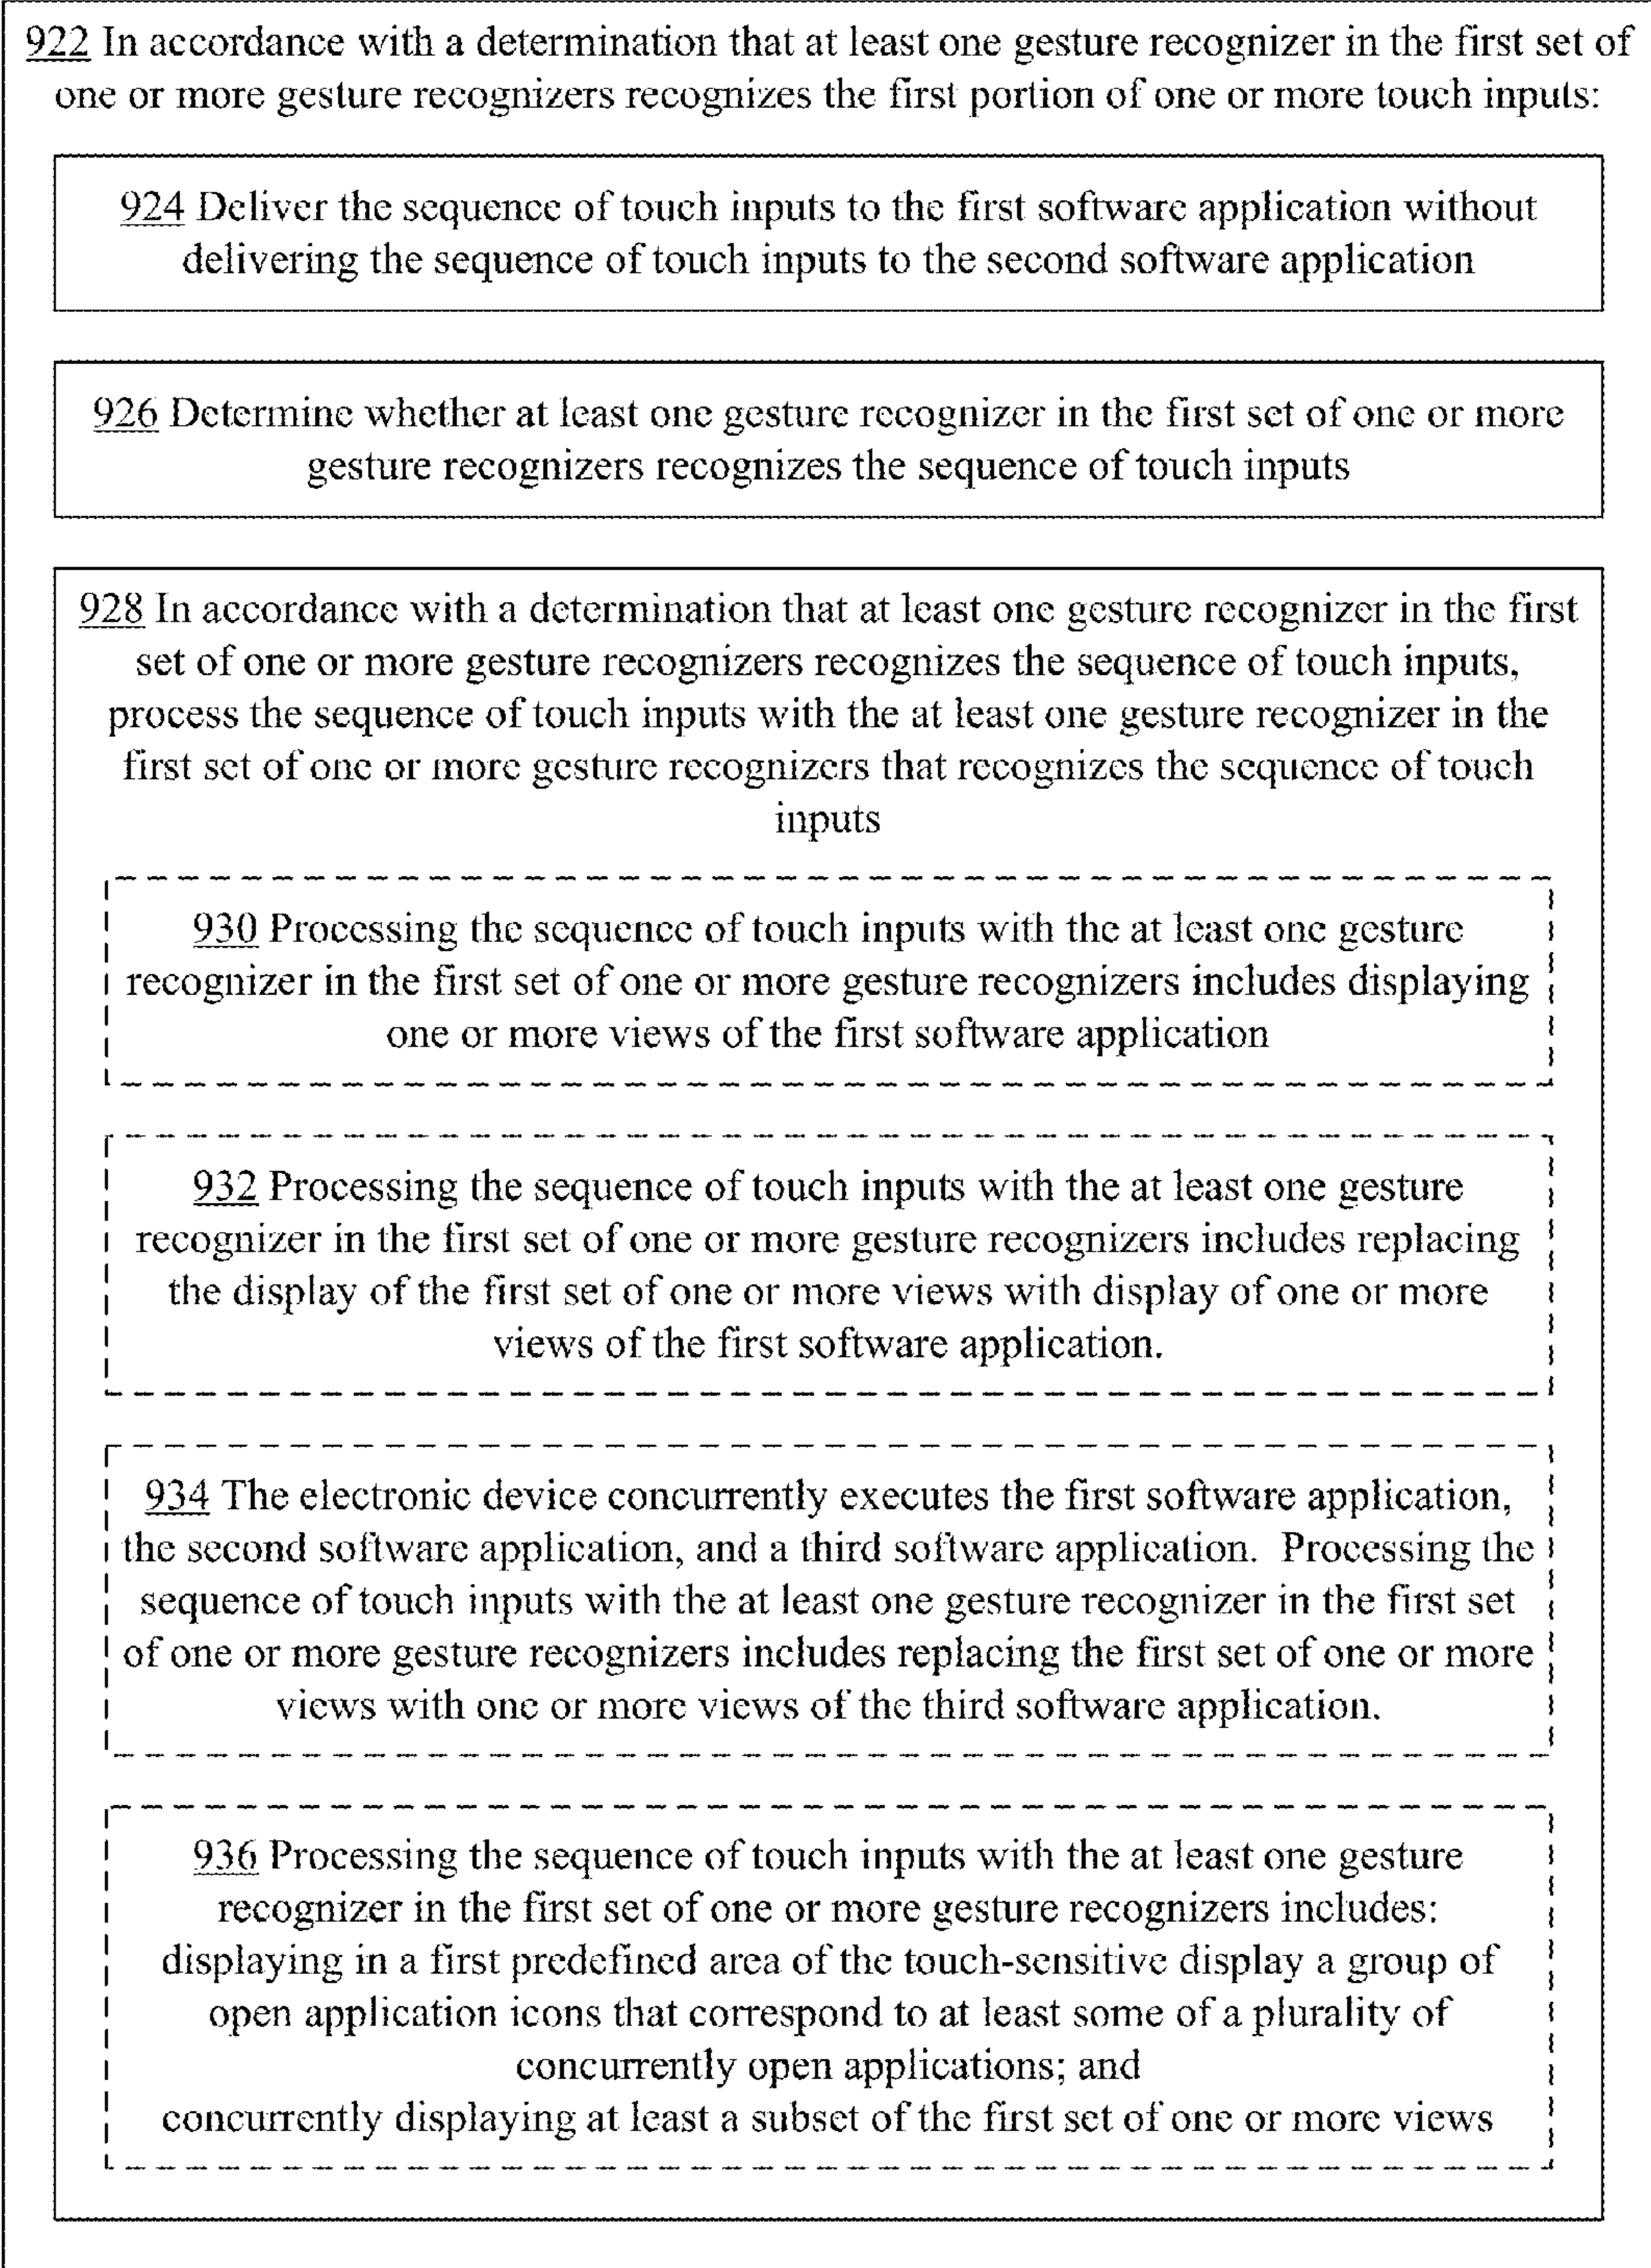 922 In accordance with a determination that at least one gesture recognizer in the first set of
one or more gesture recognizers recognizes the first portion of one or more touch inputs:
924 Deliver the sequence of touch inputs to the first software application without
delivering the sequence of touch inputs to the second software application
926 Determine whether at least one gesture recognizer in the first set of one or more
gesture recognizers recognizes the sequence of touch inputs
928 In accordance with a determination that at least one gesture recognizer in the first
set of one or more gesture recognizers recognizes the sequence of touch inputs,
process the sequence of touch inputs with the at least one gesture recognizer in the
first set of one or more gesture recognizers that recognizes the sequence of touch
inputs
930 Processing the sequence of touch inputs with the at least one gesture
recognizer in the first set of one or more gesture recognizers includes displaying
one or more views of the first software application
932 Processing the sequence of touch inputs with the at least one gesture
recognizer in the first set of one or more gesture recognizers includes replacing
the display of the first set of one or more views with display of one or more
views of the first software application.
934 The electronic device concurrently executes the first software application,
the second software application, and a third software application.  Processing the
sequence of touch inputs with the at least one gesture recognizer in the first set
of one or more gesture recognizers includes replacing the first set of one or more
views with one or more views of the third software application.
936 Processing the sequence of touch inputs with the at least one gesture
recognizer in the first set of one or more gesture recognizers includes:
displaying in a first predefined area of the touch-sensitive display a group of
open application icons that correspond to at least some of a plurality of
concurrently open applications; and
concurrently displaying at least a subset of the first set of one or more views